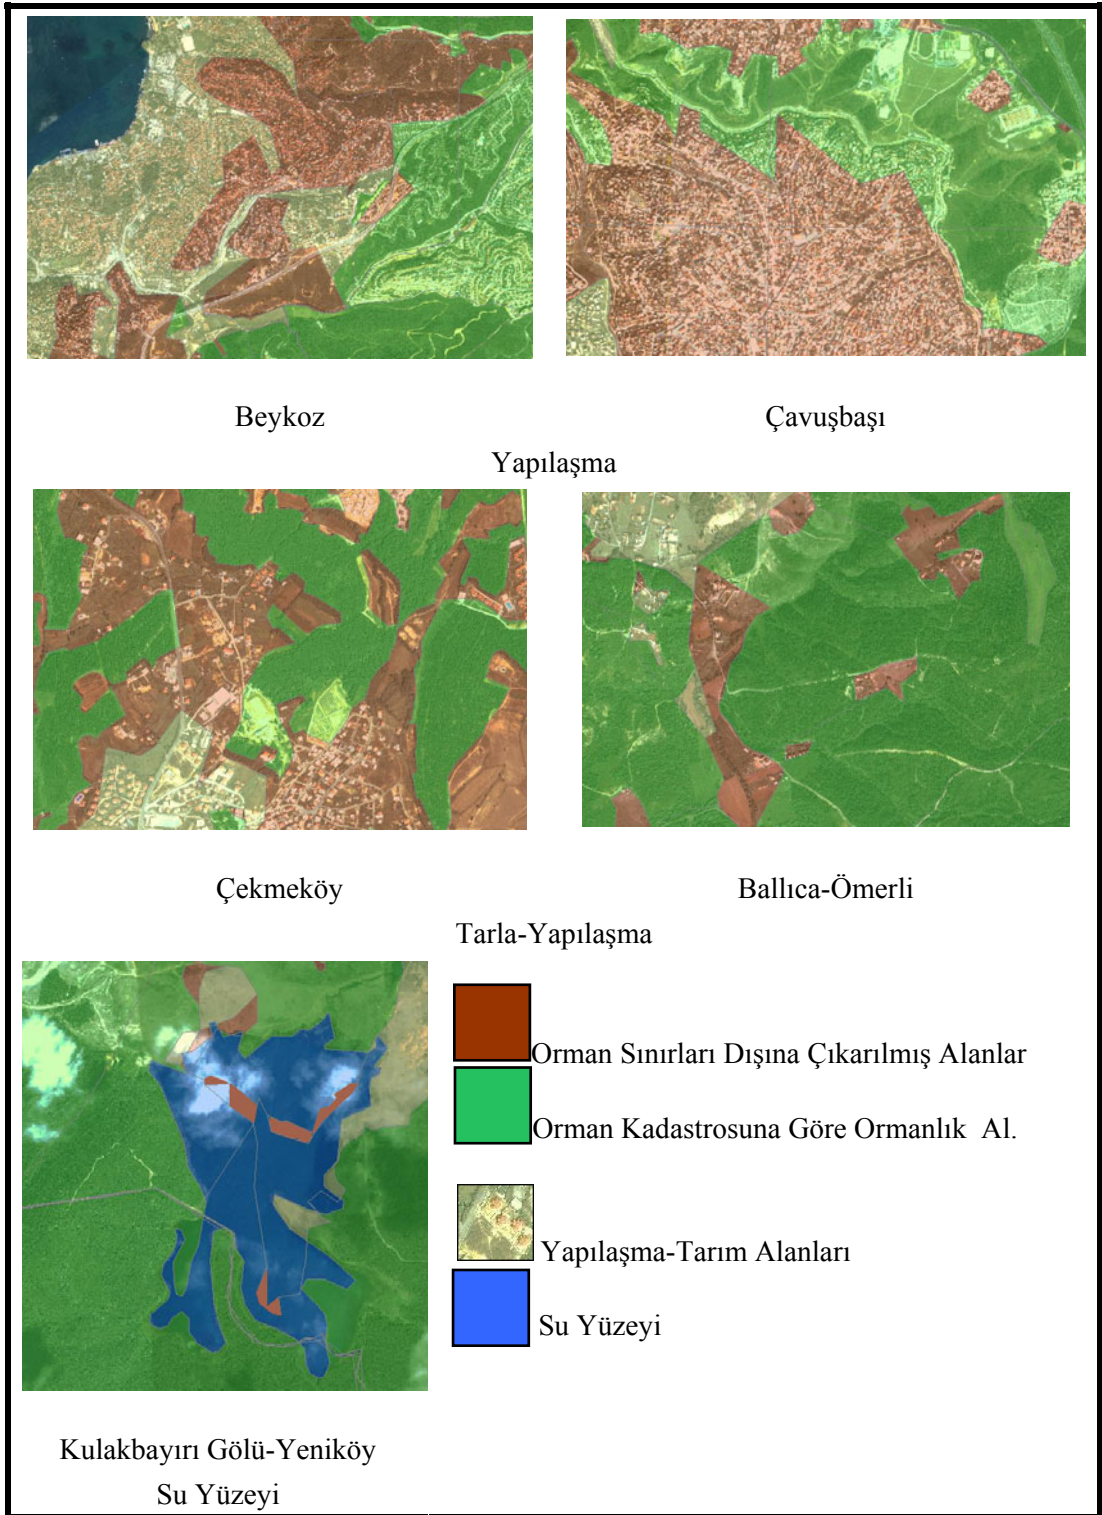 Beykoz
Çavuşbaşı
Yapılaşma
Çekmeköy
Ballıca-Ömerli
Tarla-Yapılaşma
Orman Sınırları Dışına Çıkarılmış Alanlar
Orman Kadastrosuna Göre Ormanlık Al.
Yapılaşma-Tarım Alanları
Su Yüzeyi
Kulakbayırı Gölü-Yeniköy
Su Yüzeyi